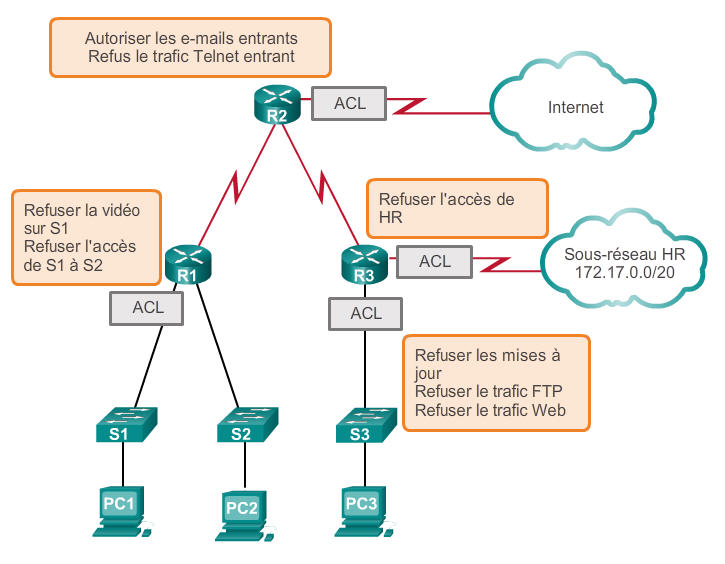 Autoriser les e-mails entrants
Refus le trafic Telnet entrant
ACL
R2
Internet
Refuser la vidéo
sur S1
Refuser l'accès
de S1 à S2
Refuser l'accès de
HR
Sous-réseau HR
172.17.0.0/20
R1
R3
ACL
ACL
ACL
Refuser les mises à
jour
Refuser le trafic FTP
Refuser le trafic Web
S1
S2
S3
PC1
PC2
PC3